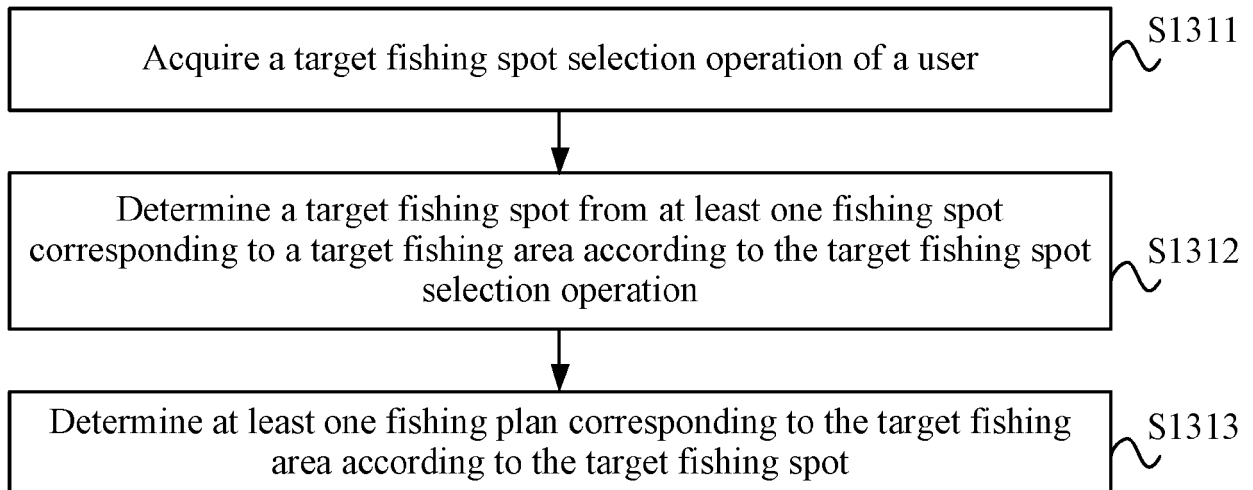 Acquire a target fishing spot selection operation of a user
S1311
Determine a target fishing spot from at least one fishing spot
corresponding to a target fishing area according to the target fishing spot
selection operation
S1312
Determine at least one fishing plan corresponding to the target fishing
area according to the target fishing spot
S1313